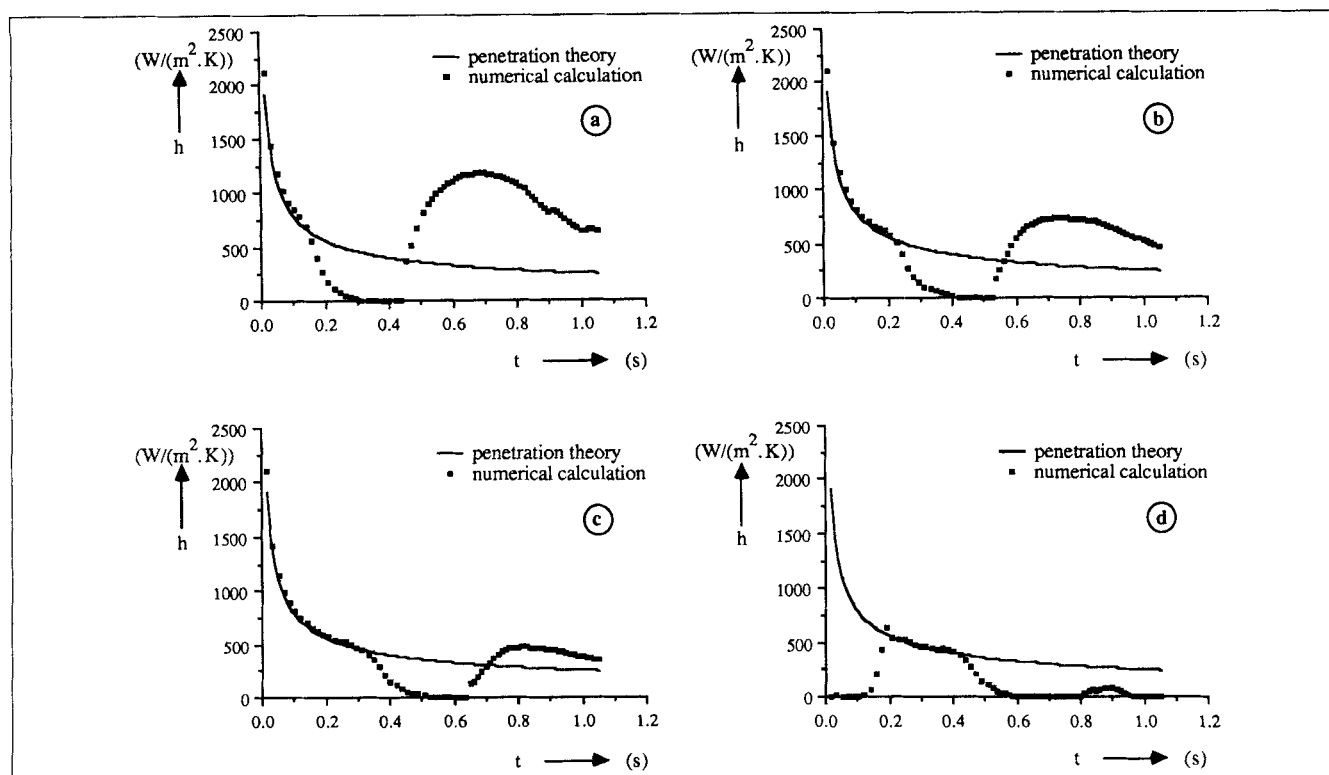 2500
(W/(m².K))
2000
1500
h
1000
500
0
0.0 0.2 0.4 0.6 0.8 1.0 1.2
t (s)
penetration theory
numerical calculation
a
2500
(W/(m².K))
2000
1500
h
1000
500
0
0.0 0.2 0.4 0.6 0.8 1.0 1.2
t (s)
penetration theory
numerical calculation
b
2500
(W/(m².K))
2000
1500
h
1000
500
0
0.0 0.2 0.4 0.6 0.8 1.0 1.2
t (s)
penetration theory
numerical calculation
c
2500
(W/(m².K))
2000
1500
h
1000
500
0
0.0 0.2 0.4 0.6 0.8 1.0 1.2
t (s)
penetration theory
numerical calculation
d